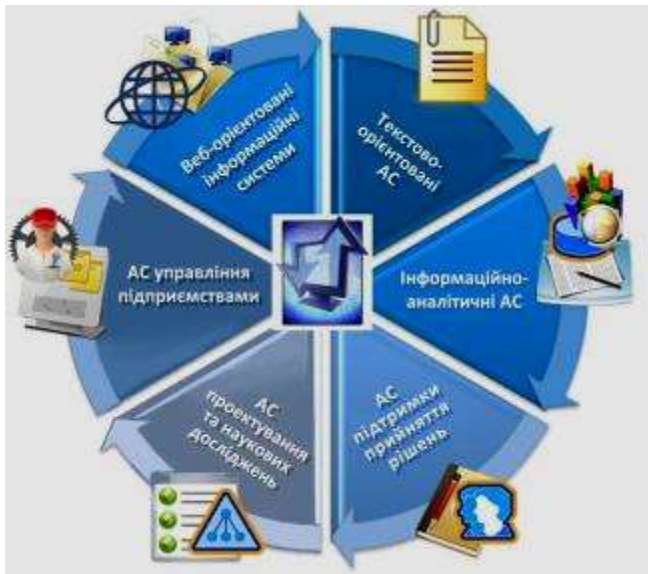 Веб-орієнтовані
інформаційні
системи
Текстово-
орієнтовані
АС
Інформаційно-
аналітичні АС
АС
підтримки
прийняття
рішень
АС
проектування
та наукових
досліджень
АС управління
підприємствами